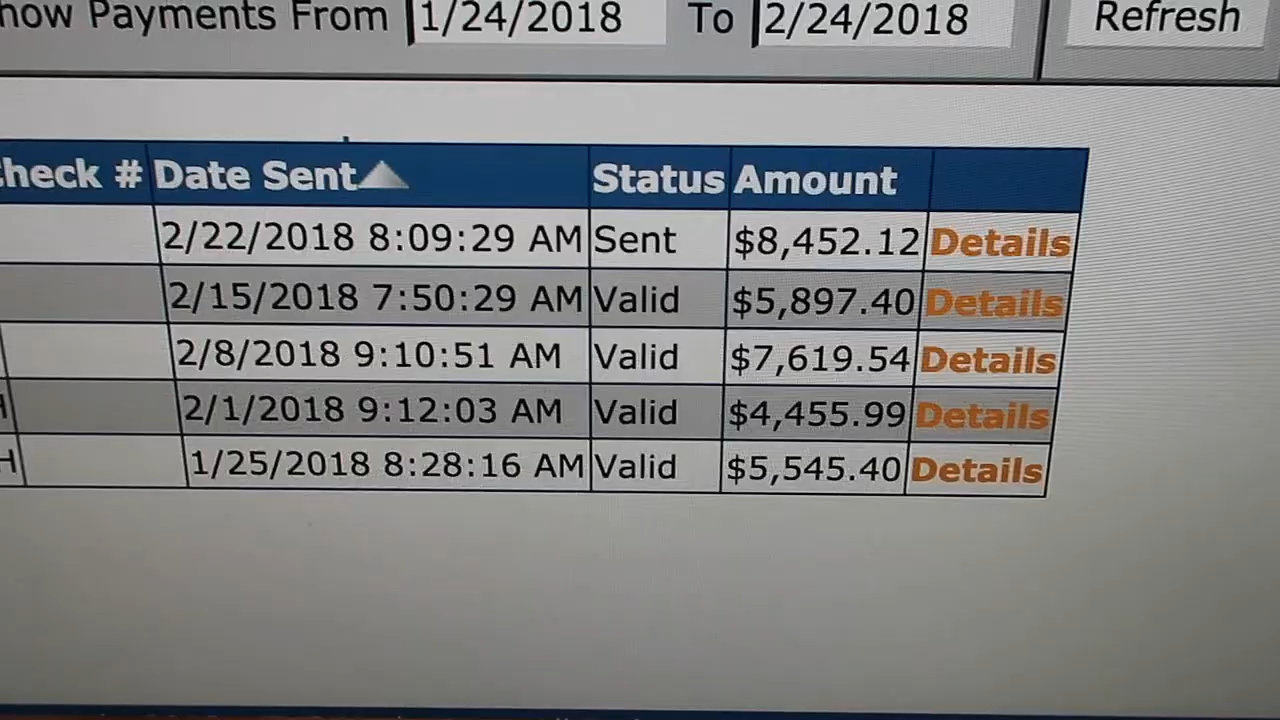 how Payments From 1/24/2018 To 2/24/2018 Refresh
heck # Date Sent Status Amount
2/22/2018 8:09:29 AM Sent $8,452.12 Details
2/15/2018 7:50:29 AM Valid $5,897.40 Details
2/8/2018 9:10:51 AM Valid $7,619.54 Details
H 2/1/2018 9:12:03 AM Valid $4,455.99 Details
H 1/25/2018 8:28:16 AM Valid $5,545.40 Details